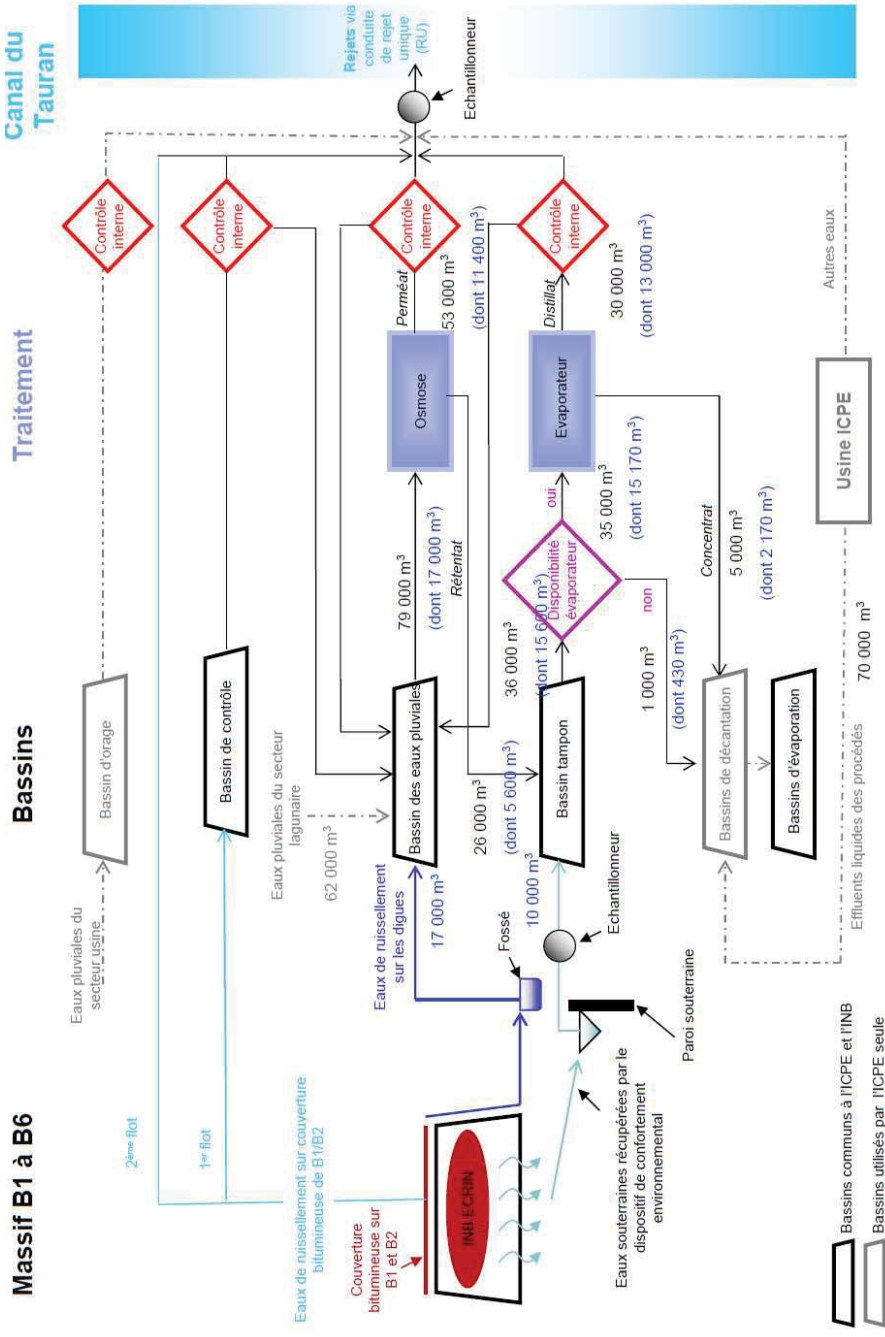 Massif B1 à B6
Bassins
Traitement
Canal du
Tauran
Eaux pluviales du
secteur usine
Bassin d'orage
Contrôle
interne
2ème flot
1er flot
Bassin de contrôle
Contrôle
interne
Rejets via
conduite
de rejet
unique
(RU)
Echantillonneur
Eaux de ruissellement sur couverture
bitumineuse de B1/B2
Eaux pluviales du secteur
lagunaire
62 000 m³
Couverture
bitumineuse sur
B1 et B2
INB ECRIN
Eaux de ruissellement
sur les digues
17 000 m³
Fossé
Bassin des eaux pluviales
79 000 m³
(dont 17 000 m³)
Rétentat
Osmose
Perméat
53 000 m³
(dont 11 400 m³)
Contrôle
interne
26 000 m³
(dont 5 600 m³)
10 000 m³
Echantillonneur
Bassin tampon
36 000 m³
(dont 15 600 m³)
Disponibilité
évaporateur
oui
non
35 000 m³
(dont 15 170 m³)
Evaporateur
Distillat
30 000 m³
(dont 13 000 m³)
Contrôle
interne
Paroi souterraine
Eaux souterraines récupérées par le
dispositif de confortement
environnemental
1 000 m³
(dont 430 m³)
Concentrat
5 000 m³
(dont 2 170 m³)
Bassins de décantation
Bassins d'évaporation
Effluents liquides des procédés
70 000 m³
Usine ICPE
Autres eaux
Bassins communs à l'ICPE et l'INB
Bassins utilisés par l'ICPE seule